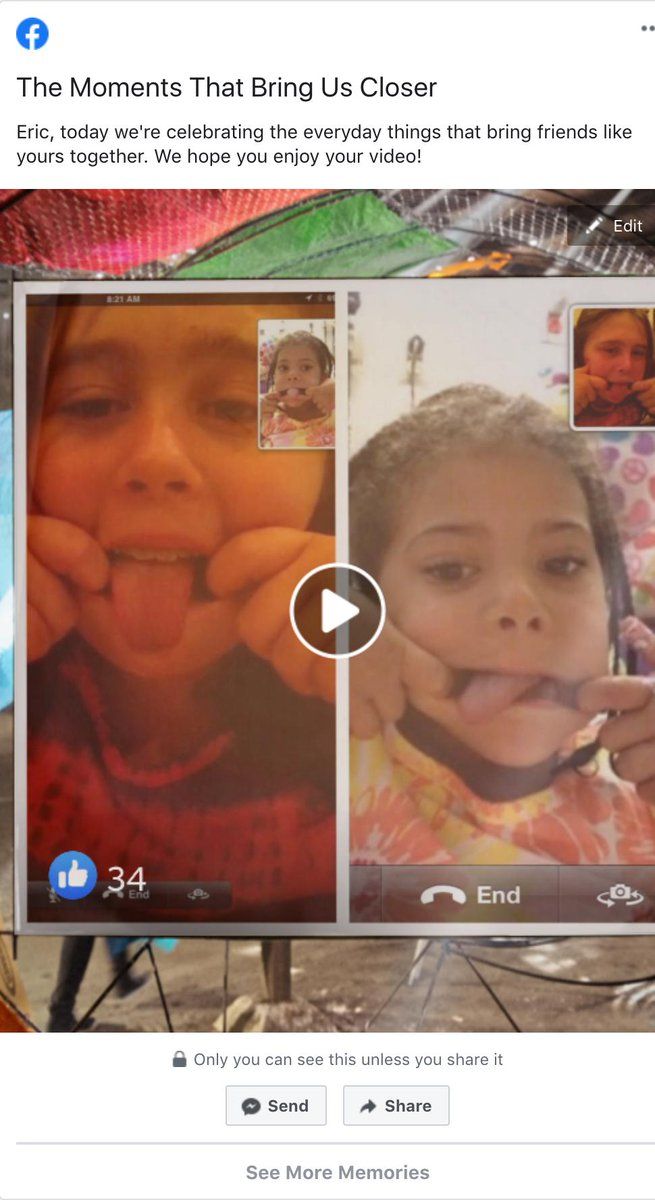 The Moments That Bring Us Closer
Eric, today we're celebrating the everyday things that bring friends like
yours together. We hope you enjoy your video!
Edit
8:21 AM
34
End
End
Only you can see this unless you share it
Send
Share
See More Memories